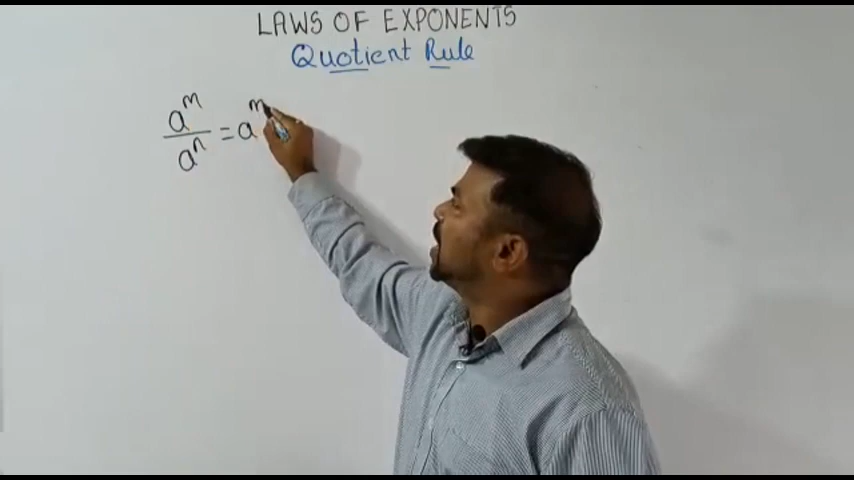 LAWS OF EXPONENTS
Quotient Rule
a^m / a^n = a^m